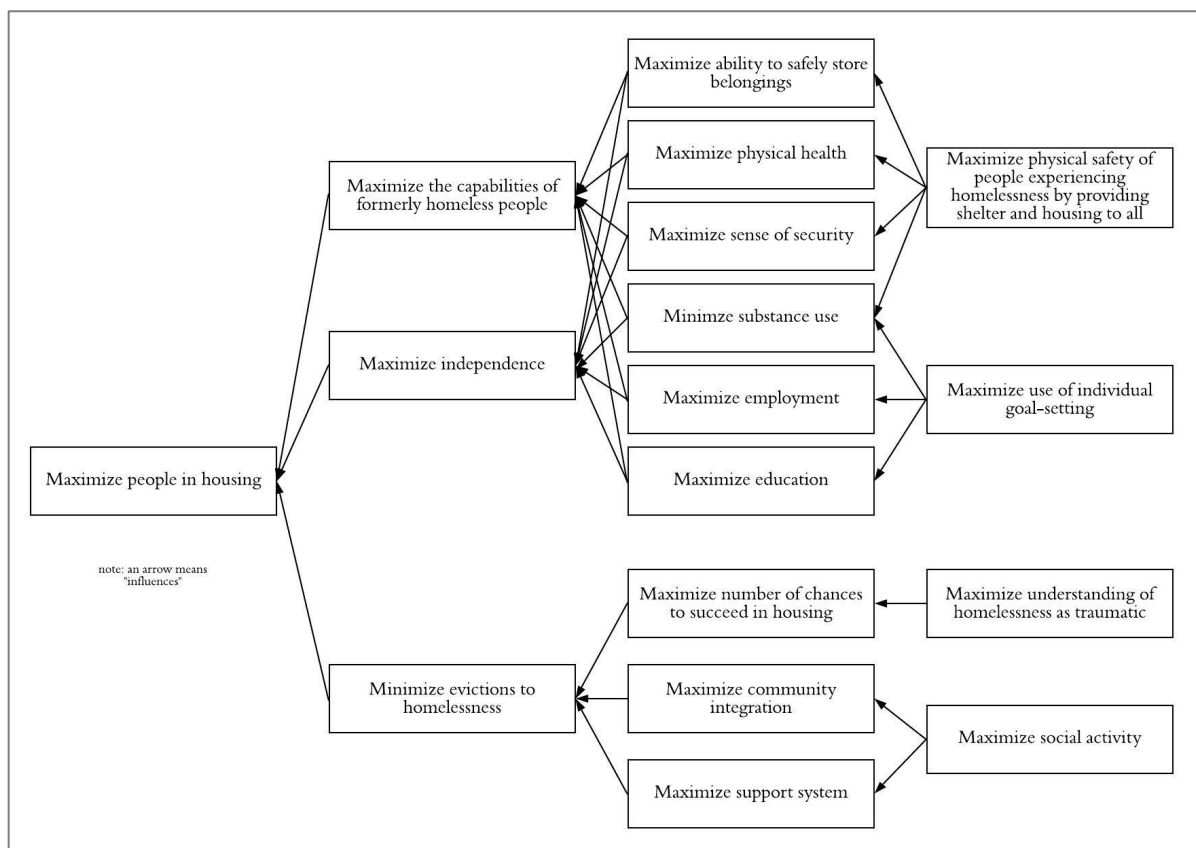 Maximize ability to safely store
belongings
Maximize physical health
Maximize physical safety of
people experiencing
homelessness by providing
shelter and housing to all
Maximize the capabilities of
formerly homeless people
Maximize sense of security
Minimze substance use
Maximize independence
Maximize employment
Maximize use of individual
goal-setting
Maximize people in housing
Maximize education
note: an arrow means
"influences"
Maximize number of chances
to succeed in housing
Maximize understanding of
homelessness as traumatic
Minimize evictions to
homelessness
Maximize community
integration
Maximize social activity
Maximize support system